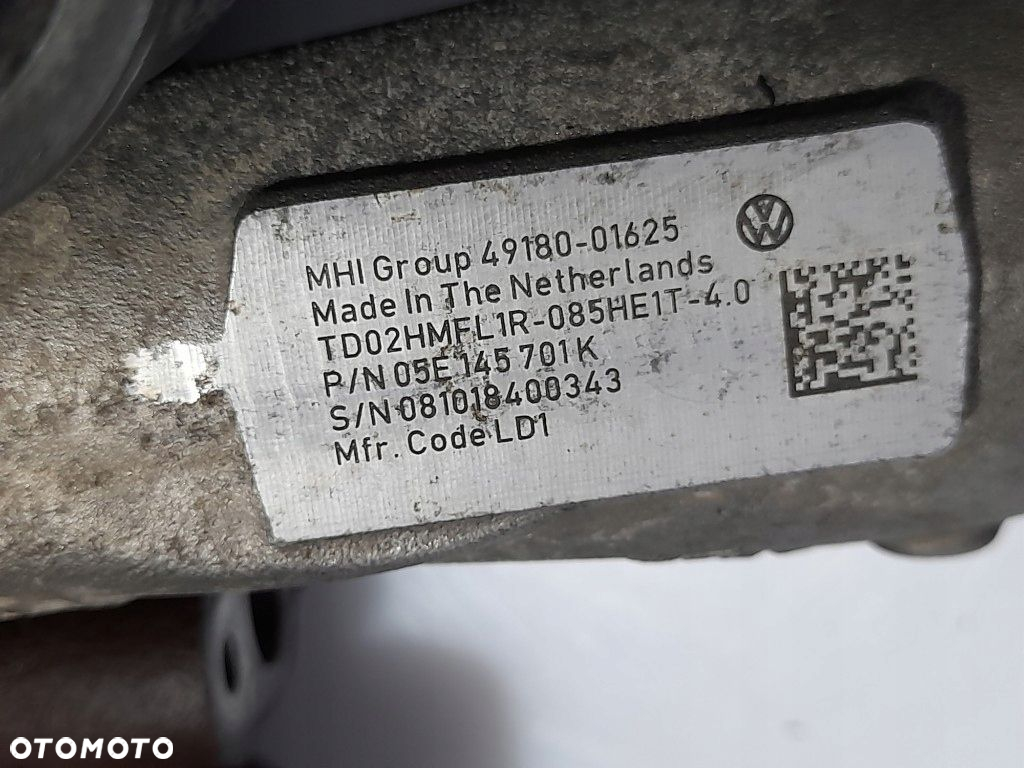 MHI Group 49180-01625
Made In The Netherlands
TD02HMFL1R-085HE1T-4.0
P/N 05E 145 701 K
S/N 081018400343
Mfr. Code LD1
OTOMOTO